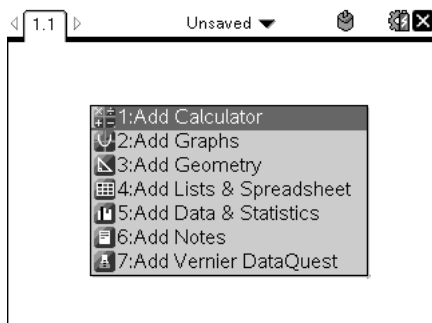 1.1 Unsaved
1:Add Calculator
2:Add Graphs
3:Add Geometry
4:Add Lists & Spreadsheet
5:Add Data & Statistics
6:Add Notes
7:Add Vernier DataQuest